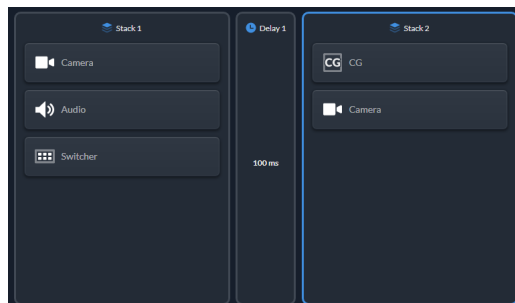 Stack 1
Camera
Audio
Switcher
Delay 1
100 ms
Stack 2
CG CG
Camera